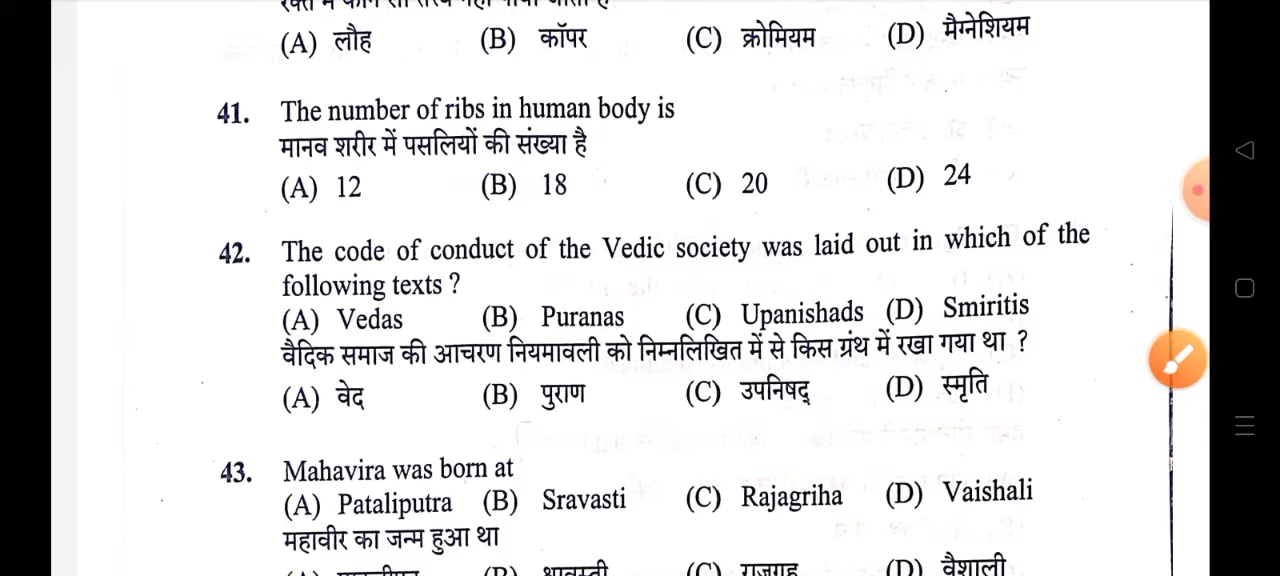 (A) लौह (B) कॉपर (C) क्रोमियम (D) मैग्नेशियम
41. The number of ribs in human body is
मानव शरीर में पसलियों की संख्या है
(A) 12 (B) 18 (C) 20 (D) 24
42. The code of conduct of the Vedic society was laid out in which of the
following texts ?
(A) Vedas (B) Puranas (C) Upanishads (D) Smiritis
वैदिक समाज की आचरण नियमावली को निम्नलिखित में से किस ग्रंथ में रखा गया था ?
(A) वेद (B) पुराण (C) उपनिषद् (D) स्मृति
43. Mahavira was born at
(A) Pataliputra (B) Sravasti (C) Rajagriha (D) Vaishali
महावीर का जन्म हुआ था
(B) श्रावस्ती (C) राजगृह (D) वैशाली